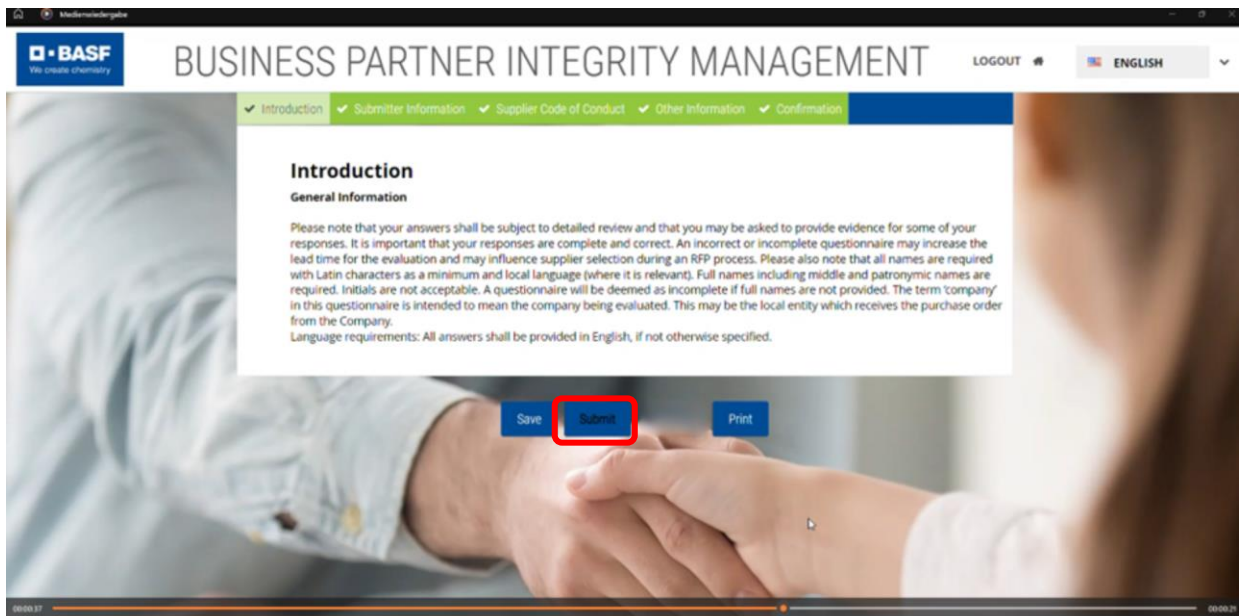 Medienwiedergabe
BASF
We create chemistry
BUSINESS PARTNER INTEGRITY MANAGEMENT
LOGOUT
ENGLISH
Introduction
Submitter Information
Supplier Code of Conduct
Other Information
Confirmation
Introduction
General Information
Please note that your answers shall be subject to detailed review and that you may be asked to provide evidence for some of your
responses. It is important that your responses are complete and correct. An incorrect or incomplete questionnaire may increase the
lead time for the evaluation and may influence supplier selection during an RFP process. Please also note that all names are required
with Latin characters as a minimum and local language (where it is relevant). Full names including middle and patronymic names are
required. Initials are not acceptable. A questionnaire will be deemed as incomplete if full names are not provided. The term 'company'
in this questionnaire is intended to mean the company being evaluated. This may be the local entity which receives the purchase order
from the Company.
Language requirements: All answers shall be provided in English, if not otherwise specified.
Save
Submit
Print
00:00:37
00:00:21